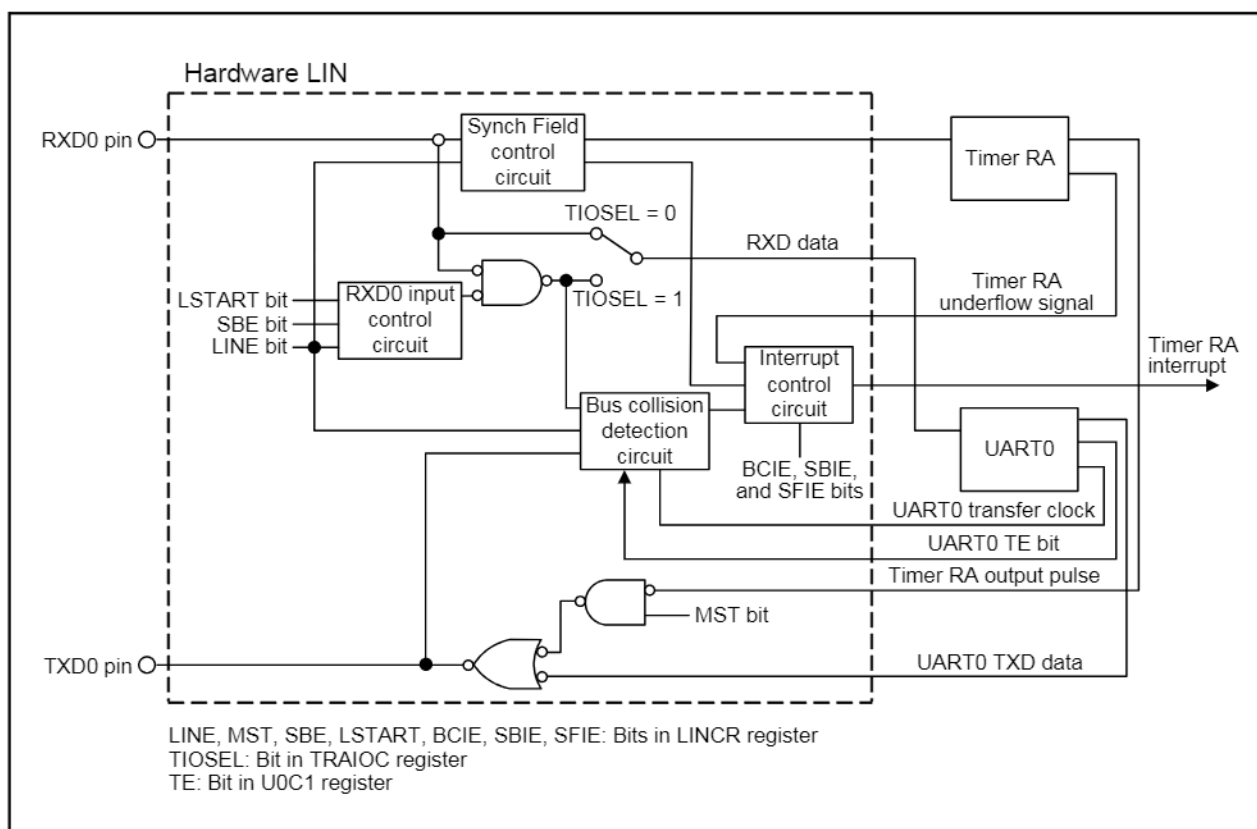 Hardware LIN
RXD0 pin
Synch Field
control
circuit
Timer RA
TIOSEL = 0
RXD data
TIOSEL = 1
LSTART bit
SBE bit
LINE bit
RXD0 input
control
circuit
Timer RA
underflow signal
Interrupt
control
circuit
Timer RA
interrupt
Bus collision
detection
circuit
BCIE, SBIE,
and SFIE bits
UART0
UART0 transfer clock
UART0 TE bit
Timer RA output pulse
MST bit
TXD0 pin
UART0 TXD data
LINE, MST, SBE, LSTART, BCIE, SBIE, SFIE: Bits in LINCR register
TIOSEL: Bit in TRAIOC register
TE: Bit in U0C1 register